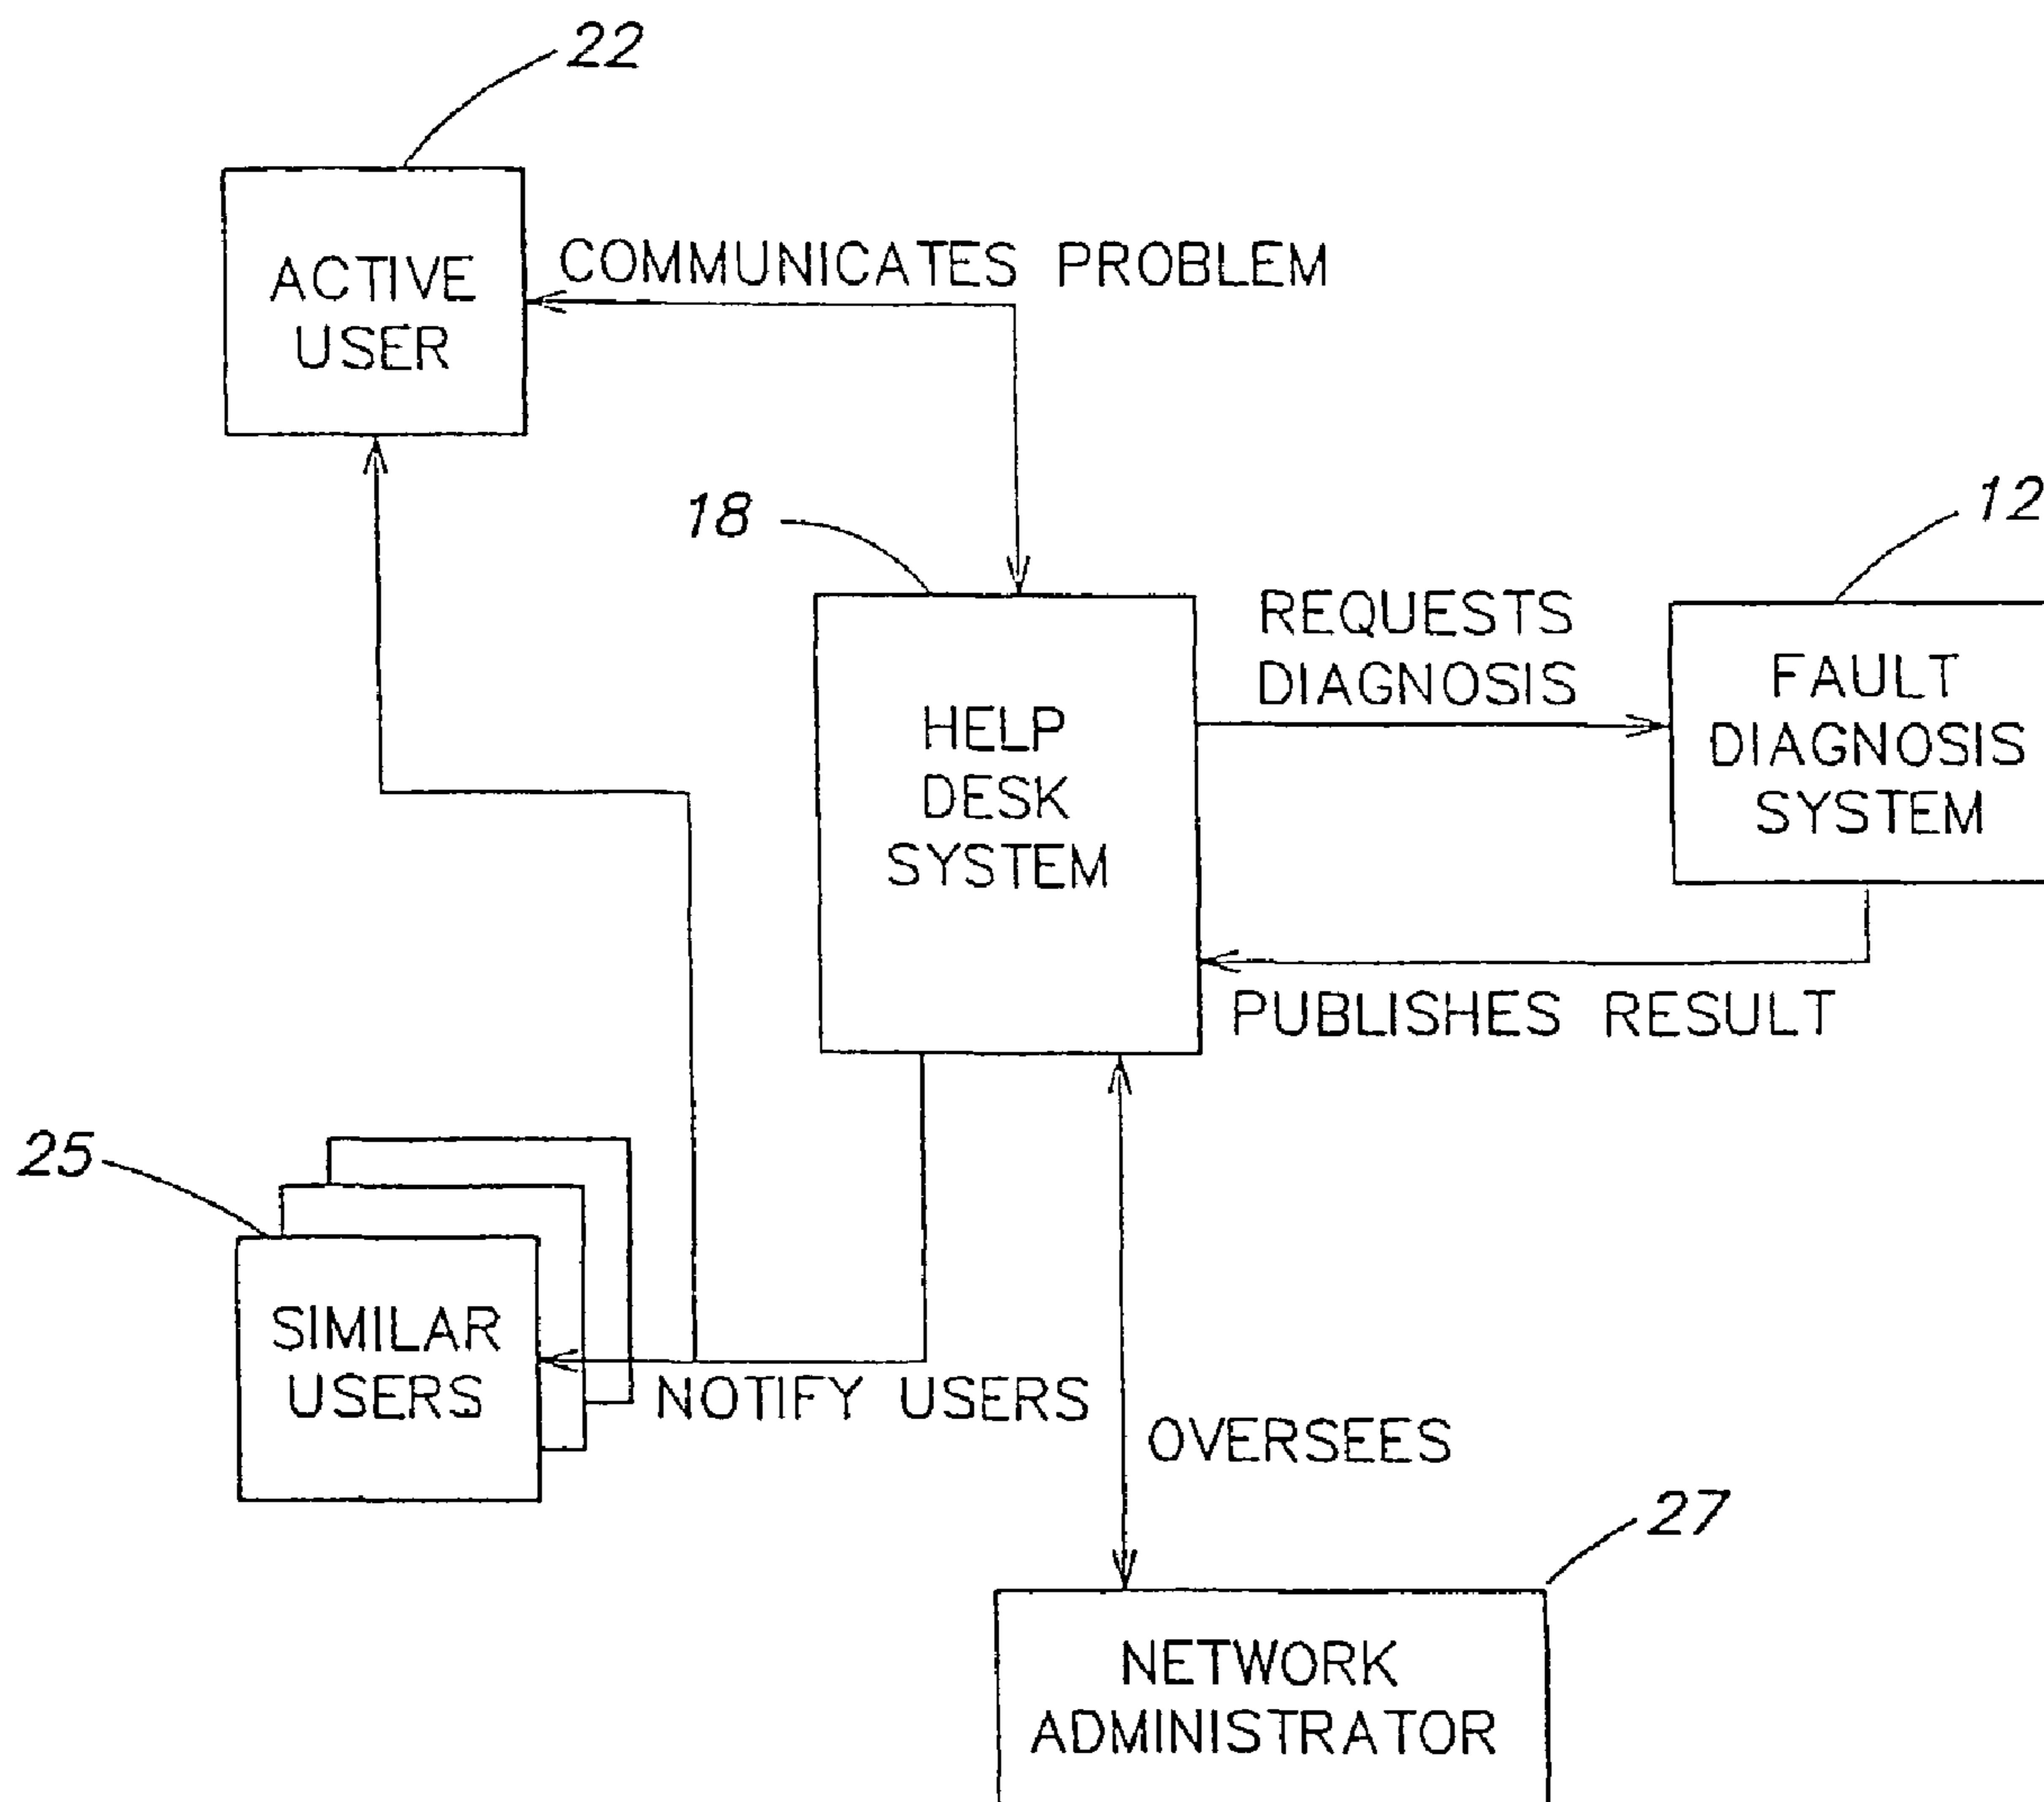 22
ACTIVE
USER
COMMUNICATES PROBLEM
18
12
REQUESTS
DIAGNOSIS
HELP
DESK
SYSTEM
FAULT
DIAGNOSIS
SYSTEM
PUBLISHES RESULT
25
SIMILAR
USERS
NOTIFY USERS
OVERSEES
27
NETWORK
ADMINISTRATOR